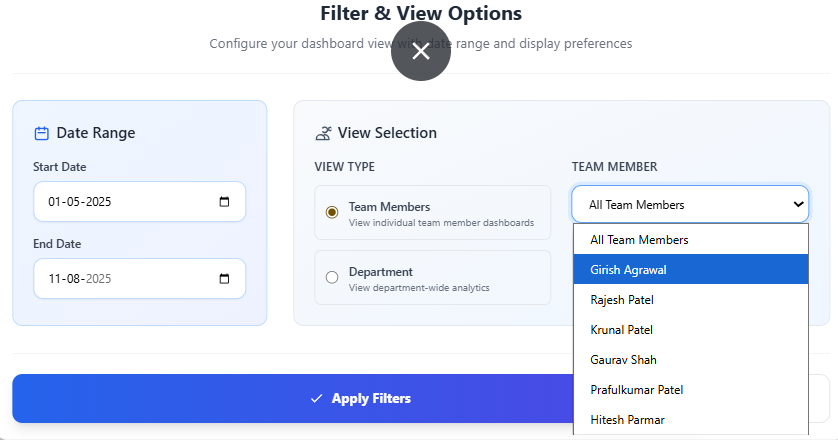 Filter & View Options
Configure your dashboard view with date range and display preferences
Date Range
Start Date
01-05-2025
End Date
11-08-2025
View Selection
VIEW TYPE
Team Members
View individual team member dashboards
Department
View department-wide analytics
TEAM MEMBER
All Team Members
All Team Members
Girish Agrawal
Rajesh Patel
Krunal Patel
Gaurav Shah
Prafulkumar Patel
Hitesh Parmar
Apply Filters